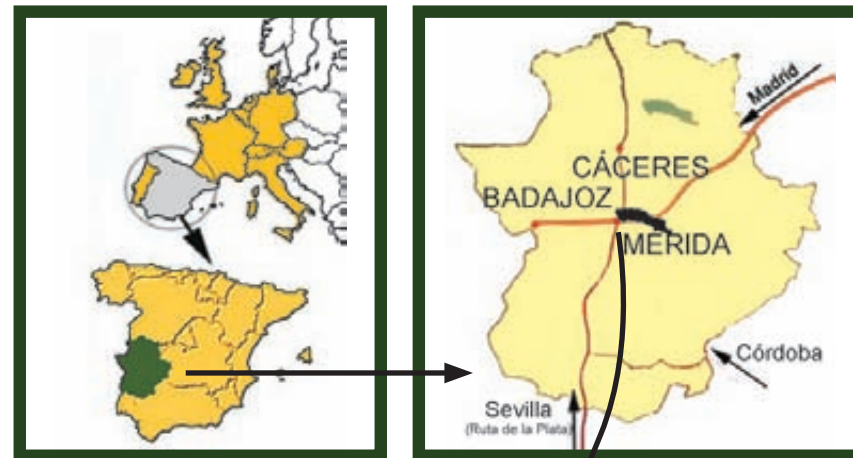 Madrid
CÁCERES
BADAJOZ
MÉRIDA
Córdoba
Sevilla
(Ruta de la Plata)